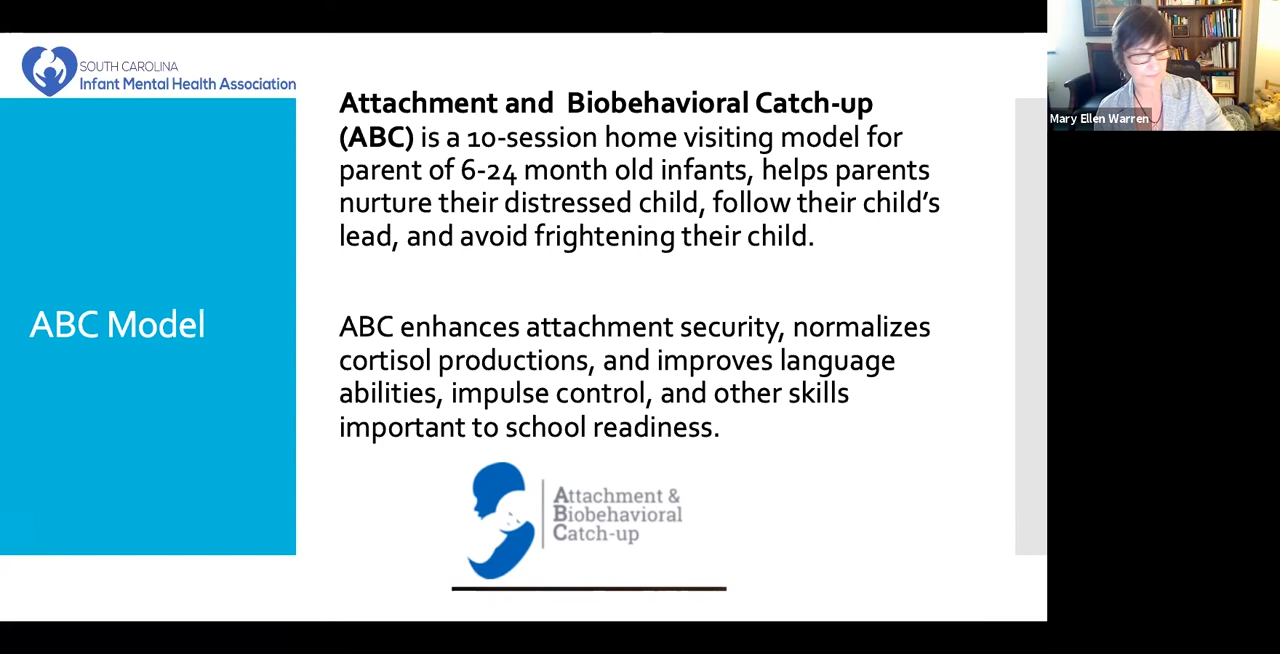 SOUTH CAROLINA
Infant Mental Health Association
Mary Ellen Warren
ABC Model
Attachment and Biobehavioral Catch-up
(ABC) is a 10-session home visiting model for
parent of 6-24 month old infants, helps parents
nurture their distressed child, follow their child's
lead, and avoid frightening their child.
ABC enhances attachment security, normalizes
cortisol productions, and improves language
abilities, impulse control, and other skills
important to school readiness.
Attachment &
Biobehavioral
Catch-up